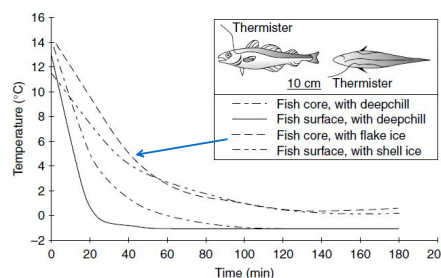 16
14
12
10
8
6
4
2
0
−2
Temperature (°C)
0 20 40 60 80 100 120 140 160 180 20
Time (min)
Thermister
10 cm Thermister
Fish core, with deepchill
Fish surface, with deepchill
Fish core, with flake ice
Fish surface, with shell ice